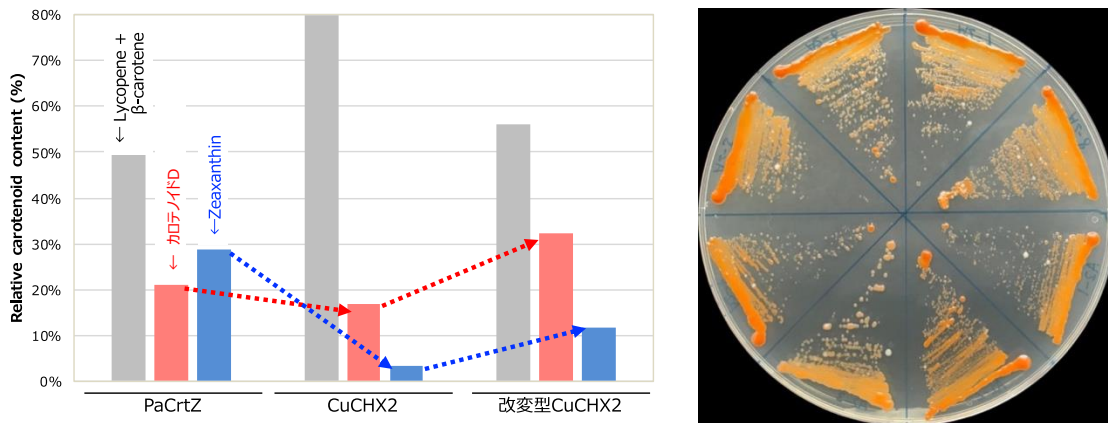 80%
70%
60%
50%
40%
30%
20%
10%
0%
Relative carotenoid content (%)
← Lycopene +
β-carotene
← カロテノイドD
←Zeaxanthin
PaCrtZ
CuCHX2
改変型CuCHX2